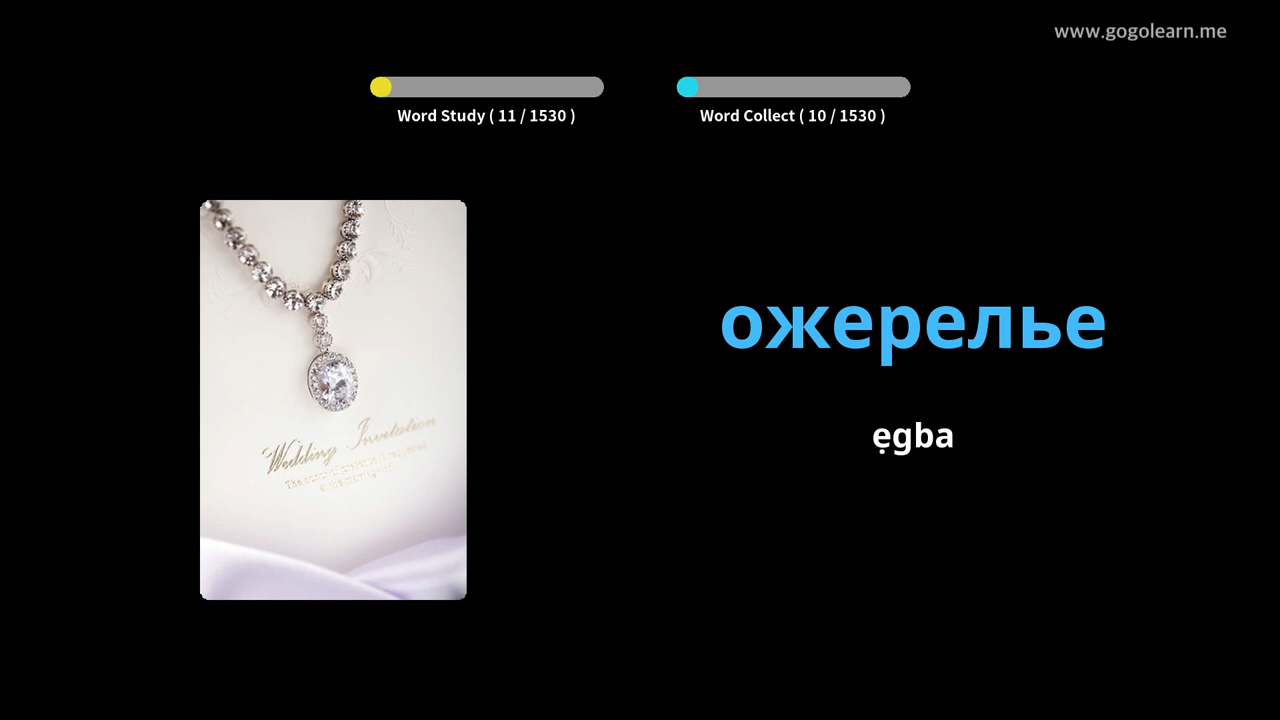 www.gogolearn.me
Word Study ( 11 / 1530 )
Word Collect ( 10 / 1530 )
ожерелье
ẹgba
Wedding Invitation